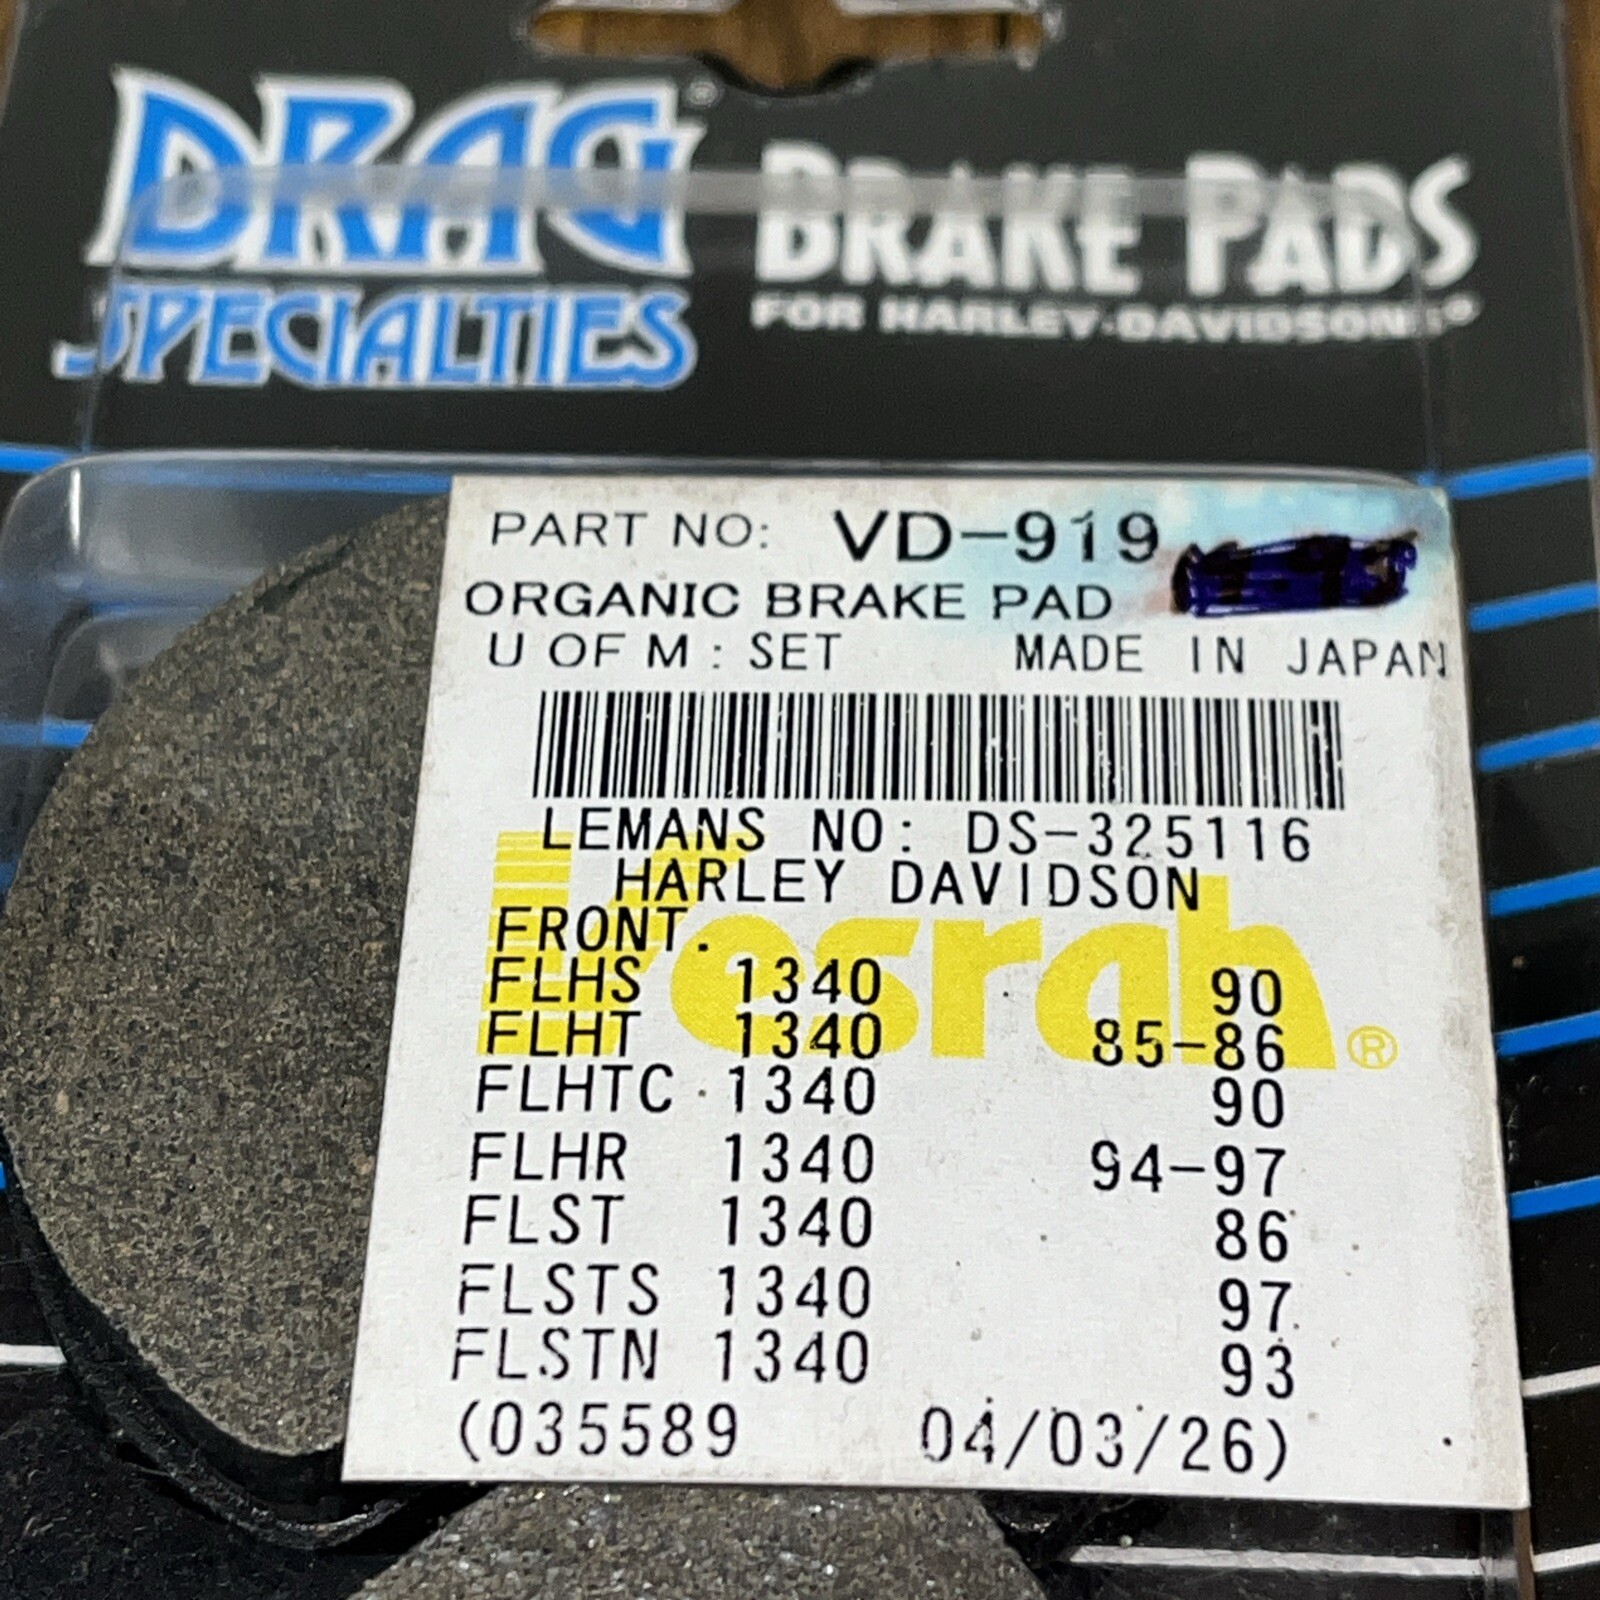 DRAG®
SPECIALTIES
BRAKE PADS
FOR HARLEY-DAVIDSONS®
PART NO: VD-919
ORGANIC BRAKE PAD
U OF M : SET MADE IN JAPAN
LEMANS NO: DS-325116
HARLEY DAVIDSON
Vesrah®
FRONT.
FLHS 1340 90
FLHT 1340 85-86
FLHTC 1340 90
FLHR 1340 94-97
FLST 1340 86
FLSTS 1340 97
FLSTN 1340 93
(035589 04/03/26)